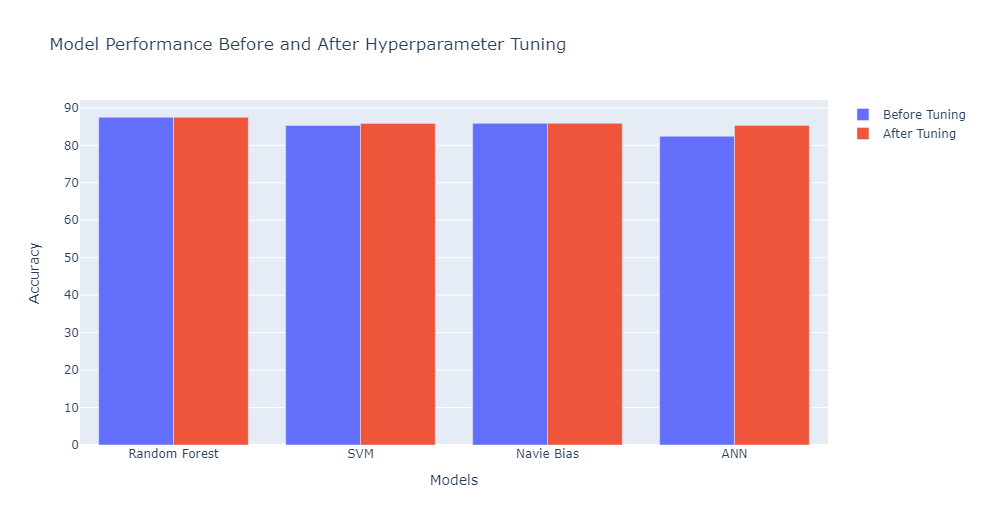 Model Performance Before and After Hyperparameter Tuning
Before Tuning
After Tuning
90
80
70
60
50
40
30
20
10
0
Accuracy
Random Forest
SVM
Navie Bias
ANN
Models